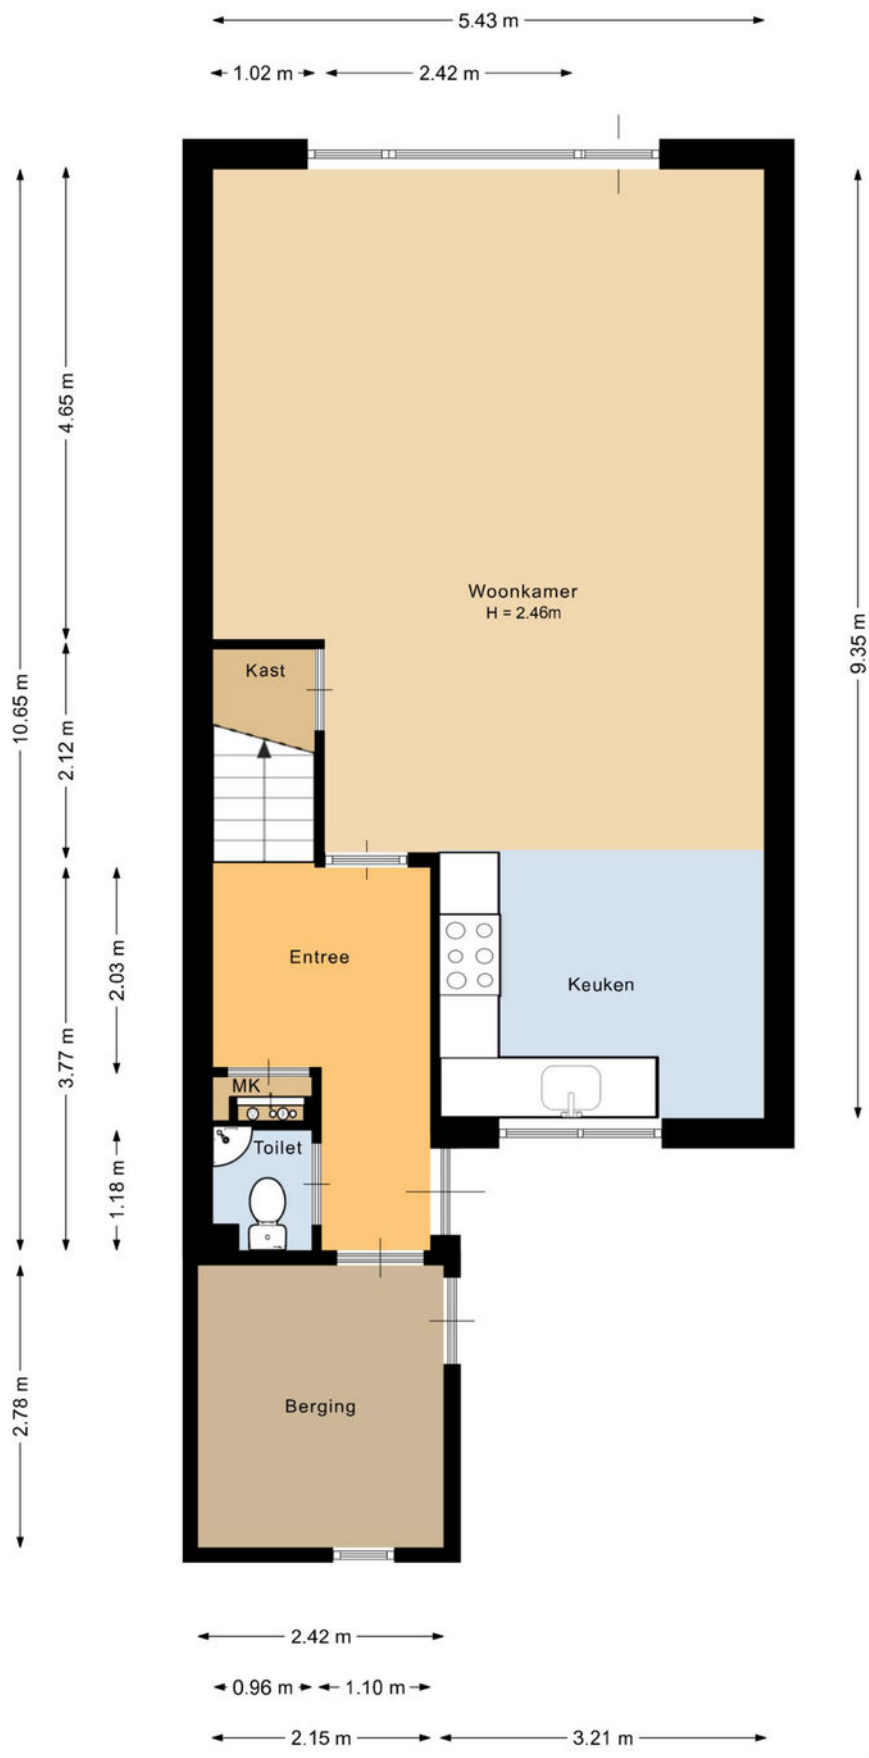 5.43 m
1.02 m
2.42 m
4.65 m
10.65 m
2.12 m
9.35 m
Woonkamer
H = 2.46m
Kast
Entree
Keuken
2.03 m
3.77 m
MK
Toilet
1.18 m
Berging
2.78 m
2.42 m
0.96 m
1.10 m
2.15 m
3.21 m